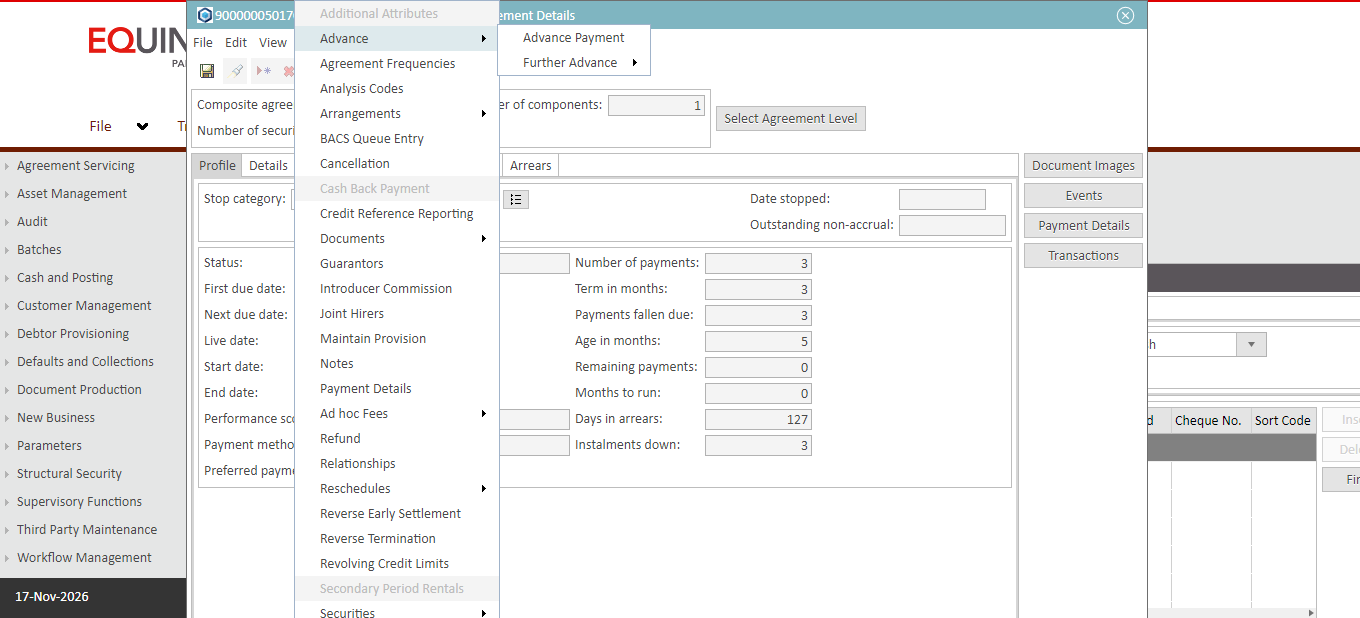 EQUIN
PA
File
T
Agreement Servicing
Asset Management
Audit
Batches
Cash and Posting
Customer Management
Debtor Provisioning
Defaults and Collections
Document Production
New Business
Parameters
Structural Security
Supervisory Functions
Third Party Maintenance
Workflow Management
17-Nov-2026
ement Details
File Edit View
Composite agree
er of components: 1
Number of securi
Select Agreement Level
Profile Details
Arrears
Stop category:
Date stopped:
Outstanding non-accrual:
Status:
Number of payments: 3
First due date:
Term in months: 3
Next due date:
Payments fallen due: 3
Live date:
Age in months: 5
Start date:
Remaining payments: 0
End date:
Months to run: 0
Performance sco
Days in arrears: 127
Payment metho
Instalments down: 3
Preferred payme
Additional Attributes
Advance
Agreement Frequencies
Analysis Codes
Arrangements
BACS Queue Entry
Cancellation
Cash Back Payment
Credit Reference Reporting
Documents
Guarantors
Introducer Commission
Joint Hirers
Maintain Provision
Notes
Payment Details
Ad hoc Fees
Refund
Relationships
Reschedules
Reverse Early Settlement
Reverse Termination
Revolving Credit Limits
Secondary Period Rentals
Securities
Advance Payment
Further Advance
Document Images
Events
Payment Details
Transactions
h
d Cheque No. Sort Code
Inse
Dele
Fir